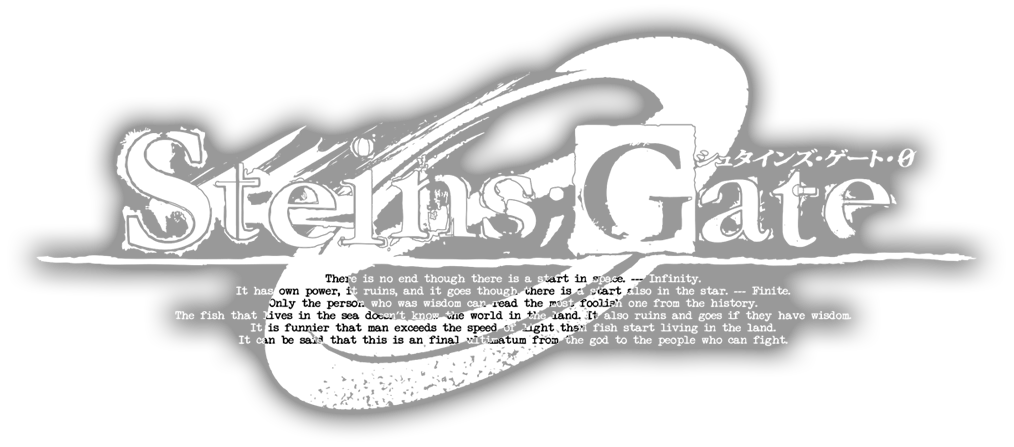 Steins;Gate
シュタインズ・ゲート・0
There is no end though there is a start in space. --- Infinity.
It has own power, it ruins, and it goes though there is a start also in the star. --- Finite.
Only the person who was wisdom can read the most foolish one from the history.
The fish that lives in the sea doesn't know the world in the land. It also ruins and goes if they have wisdom.
It is funnier that man exceeds the speed of light than fish start living in the land.
It can be said that this is an final ultimatum from the god to the people who can fight.